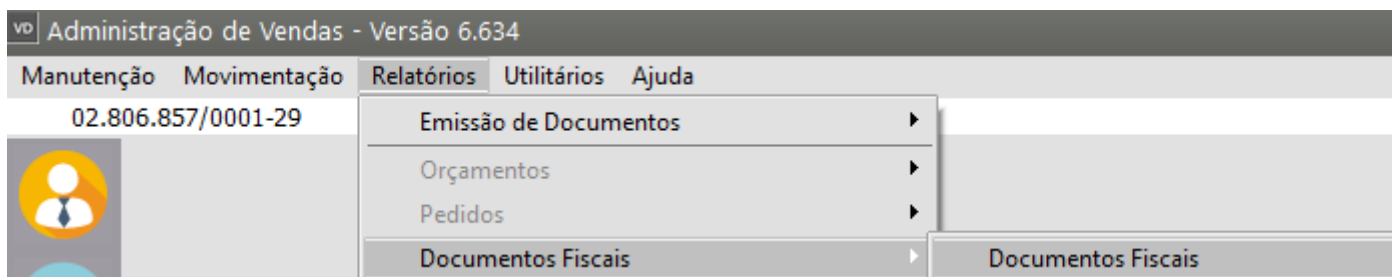 VD Administração de Vendas - Versão 6.634
Manutenção Movimentação Relatórios Utilitários Ajuda
02.806.857/0001-29
Emissão de Documentos
Orçamentos
Pedidos
Documentos Fiscais Documentos Fiscais